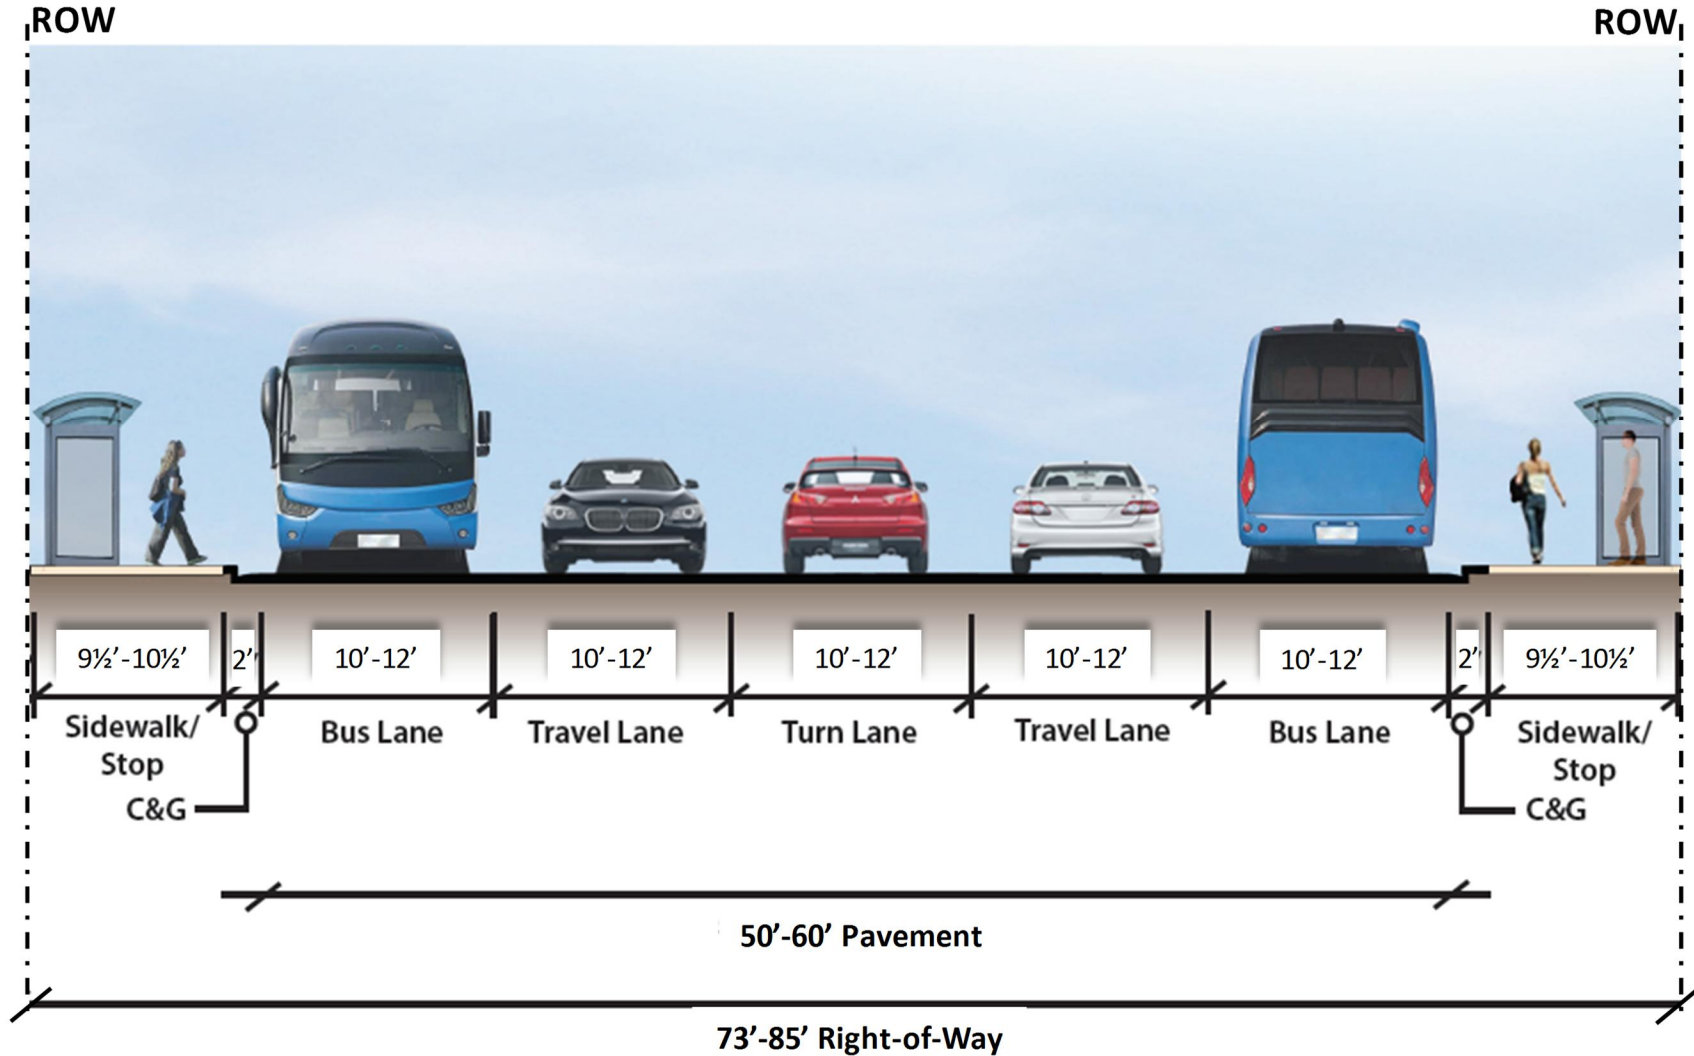 ROW
ROW
9½’-10½’
2’
10’-12’
10’-12’
10’-12’
10’-12’
10’-12’
2’
9½’-10½’
Sidewalk/
Stop
Bus Lane
Travel Lane
Turn Lane
Travel Lane
Bus Lane
Sidewalk/
Stop
C&G
C&G
50’-60’ Pavement
73’-85’ Right-of-Way